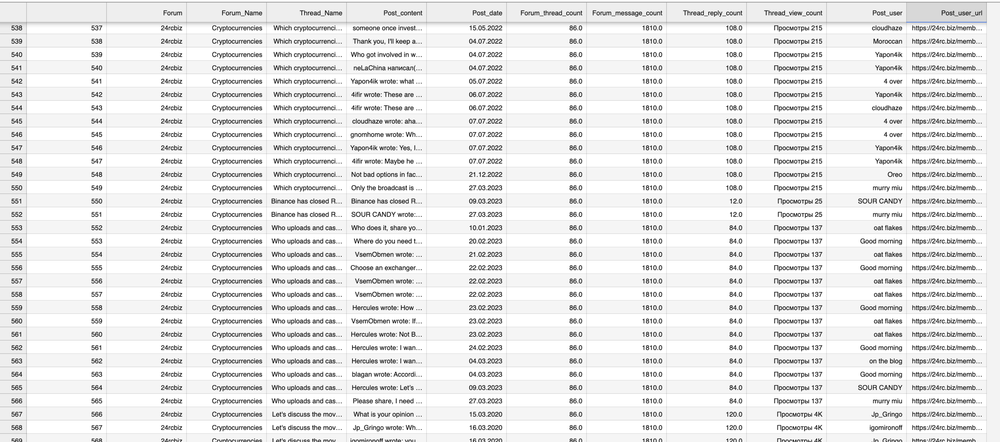 Forum Forum_Name Thread_Name Post_content Post_date Forum_thread_count Forum_message_count Thread_reply_count Thread_view_count Post_user Post_user_url
538 537 24rcbiz Cryptocurrencies Which cryptocurrenci… someone once invest… 15.05.2022 86.0 1810.0 108.0 Просмотры 215 cloudhaze https://24rc.biz/memb…
539 538 24rcbiz Cryptocurrencies Which cryptocurrenci… Thank you, I'll keep a… 04.07.2022 86.0 1810.0 108.0 Просмотры 215 Moroccan https://24rc.biz/memb…
540 539 24rcbiz Cryptocurrencies Which cryptocurrenci… Who got involved in w… 04.07.2022 86.0 1810.0 108.0 Просмотры 215 Yapon4ik https://24rc.biz/memb…
541 540 24rcbiz Cryptocurrencies Which cryptocurrenci… neLaChina написал(… 04.07.2022 86.0 1810.0 108.0 Просмотры 215 Yapon4ik https://24rc.biz/memb…
542 541 24rcbiz Cryptocurrencies Which cryptocurrenci… Yapon4ik wrote: what … 05.07.2022 86.0 1810.0 108.0 Просмотры 215 4 over https://24rc.biz/memb…
543 542 24rcbiz Cryptocurrencies Which cryptocurrenci… 4ifir wrote: These are … 06.07.2022 86.0 1810.0 108.0 Просмотры 215 Yapon4ik https://24rc.biz/memb…
544 543 24rcbiz Cryptocurrencies Which cryptocurrenci… 4ifir wrote: These are … 06.07.2022 86.0 1810.0 108.0 Просмотры 215 cloudhaze https://24rc.biz/memb…
545 544 24rcbiz Cryptocurrencies Which cryptocurrenci… cloudhaze wrote: aha… 07.07.2022 86.0 1810.0 108.0 Просмотры 215 4 over https://24rc.biz/memb…
546 545 24rcbiz Cryptocurrencies Which cryptocurrenci… gnomhome wrote: Wh… 07.07.2022 86.0 1810.0 108.0 Просмотры 215 4 over https://24rc.biz/memb…
547 546 24rcbiz Cryptocurrencies Which cryptocurrenci… Yapon4ik wrote: Yes, I… 07.07.2022 86.0 1810.0 108.0 Просмотры 215 Yapon4ik https://24rc.biz/memb…
548 547 24rcbiz Cryptocurrencies Which cryptocurrenci… 4ifir wrote: Maybe he … 07.07.2022 86.0 1810.0 108.0 Просмотры 215 Yapon4ik https://24rc.biz/memb…
549 548 24rcbiz Cryptocurrencies Which cryptocurrenci… Not bad options in fac… 21.12.2022 86.0 1810.0 108.0 Просмотры 215 Oreo https://24rc.biz/memb…
550 549 24rcbiz Cryptocurrencies Which cryptocurrenci… Only the broadcast is … 27.03.2023 86.0 1810.0 108.0 Просмотры 215 murry miu https://24rc.biz/memb…
551 550 24rcbiz Cryptocurrencies Binance has closed R… Binance has closed R… 09.03.2023 86.0 1810.0 12.0 Просмотры 25 SOUR CANDY https://24rc.biz/memb…
552 551 24rcbiz Cryptocurrencies Binance has closed R… SOUR CANDY wrote:… 27.03.2023 86.0 1810.0 12.0 Просмотры 25 murry miu https://24rc.biz/memb…
553 552 24rcbiz Cryptocurrencies Who uploads and cas… Who does it, share yo… 10.01.2023 86.0 1810.0 84.0 Просмотры 137 oat flakes https://24rc.biz/memb…
554 553 24rcbiz Cryptocurrencies Who uploads and cas… Where do you need t… 20.02.2023 86.0 1810.0 84.0 Просмотры 137 Good morning https://24rc.biz/memb…
555 554 24rcbiz Cryptocurrencies Who uploads and cas… VsemObmen wrote: … 21.02.2023 86.0 1810.0 84.0 Просмотры 137 oat flakes https://24rc.biz/memb…
556 555 24rcbiz Cryptocurrencies Who uploads and cas… Choose an exchanger… 22.02.2023 86.0 1810.0 84.0 Просмотры 137 Good morning https://24rc.biz/memb…
557 556 24rcbiz Cryptocurrencies Who uploads and cas… VsemObmen wrote: … 22.02.2023 86.0 1810.0 84.0 Просмотры 137 oat flakes https://24rc.biz/memb…
558 557 24rcbiz Cryptocurrencies Who uploads and cas… VsemObmen wrote: … 22.02.2023 86.0 1810.0 84.0 Просмотры 137 oat flakes https://24rc.biz/memb…
559 558 24rcbiz Cryptocurrencies Who uploads and cas… Hercules wrote: How … 23.02.2023 86.0 1810.0 84.0 Просмотры 137 Good morning https://24rc.biz/memb…
560 559 24rcbiz Cryptocurrencies Who uploads and cas… VsemObmen wrote: If… 23.02.2023 86.0 1810.0 84.0 Просмотры 137 oat flakes https://24rc.biz/memb…
561 560 24rcbiz Cryptocurrencies Who uploads and cas… Hercules wrote: Not B… 23.02.2023 86.0 1810.0 84.0 Просмотры 137 oat flakes https://24rc.biz/memb…
562 561 24rcbiz Cryptocurrencies Who uploads and cas… Hercules wrote: I wan… 24.02.2023 86.0 1810.0 84.0 Просмотры 137 Good morning https://24rc.biz/memb…
563 562 24rcbiz Cryptocurrencies Who uploads and cas… Hercules wrote: I wan… 04.03.2023 86.0 1810.0 84.0 Просмотры 137 on the blog https://24rc.biz/memb…
564 563 24rcbiz Cryptocurrencies Who uploads and cas… blagan wrote: Accordi… 04.03.2023 86.0 1810.0 84.0 Просмотры 137 Good morning https://24rc.biz/memb…
565 564 24rcbiz Cryptocurrencies Who uploads and cas… Hercules wrote: Let’s … 09.03.2023 86.0 1810.0 84.0 Просмотры 137 SOUR CANDY https://24rc.biz/memb…
566 565 24rcbiz Cryptocurrencies Who uploads and cas… Please share, I need … 27.03.2023 86.0 1810.0 84.0 Просмотры 137 murry miu https://24rc.biz/memb…
567 566 24rcbiz Cryptocurrencies Let's discuss the mov… What is your opinion … 15.03.2020 86.0 1810.0 120.0 Просмотры 4K Jp_Gringo https://24rc.biz/memb…
568 567 24rcbiz Cryptocurrencies Let's discuss the mov… Jp_Gringo wrote: Wh… 16.03.2020 86.0 1810.0 120.0 Просмотры 4K igomironoff https://24rc.biz/memb…
569 568 24rcbiz Cryptocurrencies Let's discuss the mov… igomironoff wrote: you… 16.03.2020 86.0 1810.0 120.0 Просмотры 4K Jp_Gringo https://24rc.biz/memb…